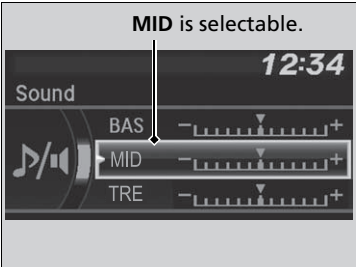 MID is selectable.
12:34
Sound
BAS
MID
TRE